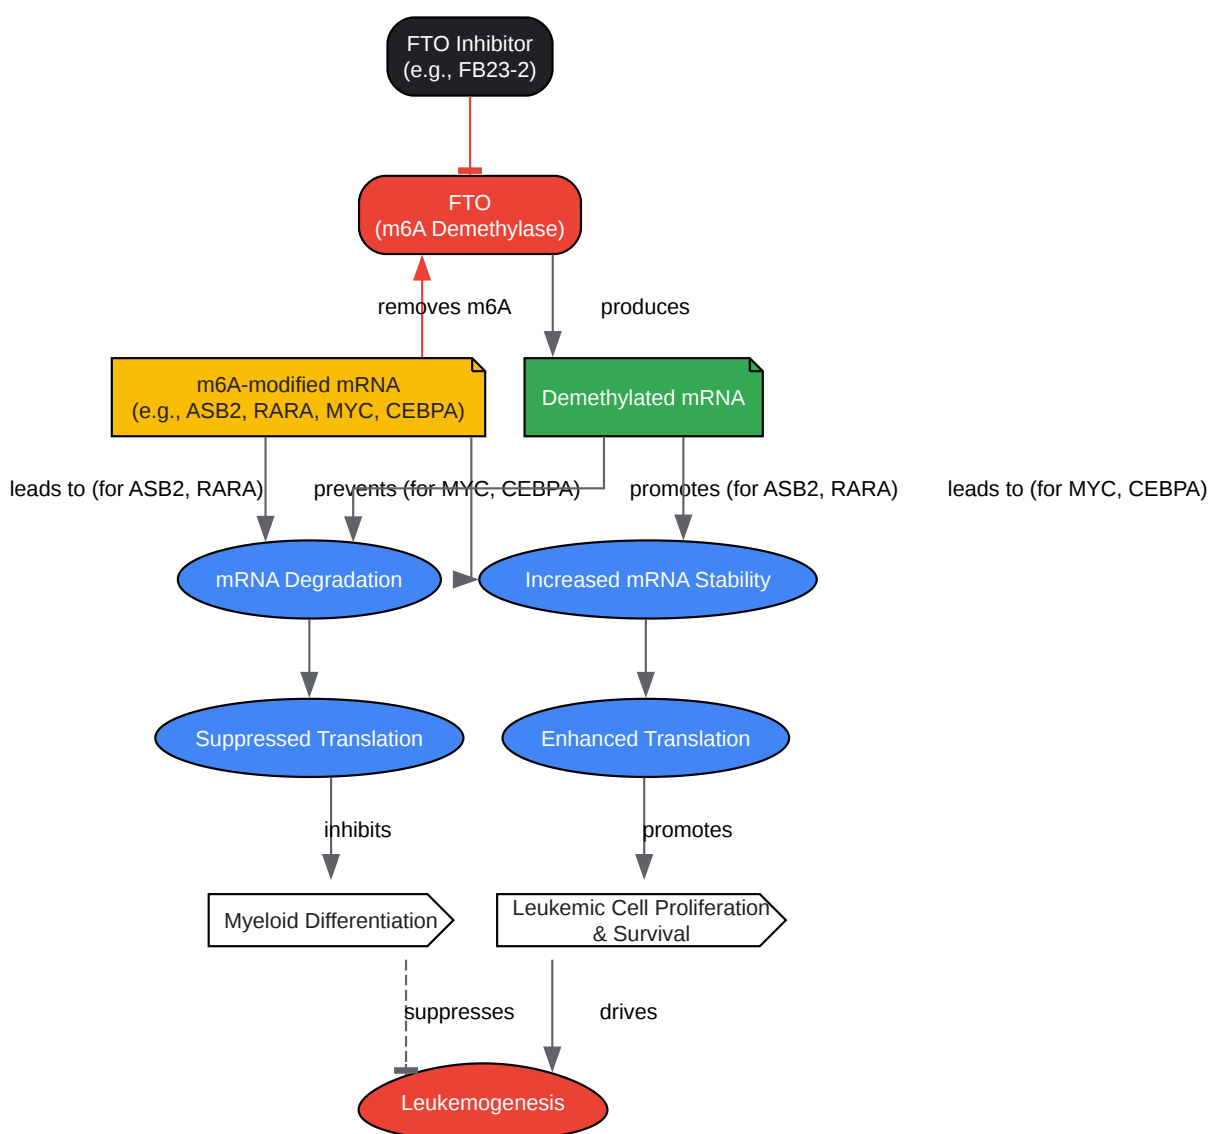 FTO Inhibitor
(e.g., FB23-2)
FTO
(m6A Demethylase)
removes m6A
produces
m6A-modified mRNA
(e.g., ASB2, RARA, MYC, CEBPA)
Demethylated mRNA
leads to (for ASB2, RARA)
prevents (for MYC, CEBPA)
promotes (for ASB2, RARA)
leads to (for MYC, CEBPA)
mRNA Degradation
Increased mRNA Stability
Suppressed Translation
Enhanced Translation
inhibits
promotes
Myeloid Differentiation
Leukemic Cell Proliferation
& Survival
suppresses
drives
Leukemogenesis